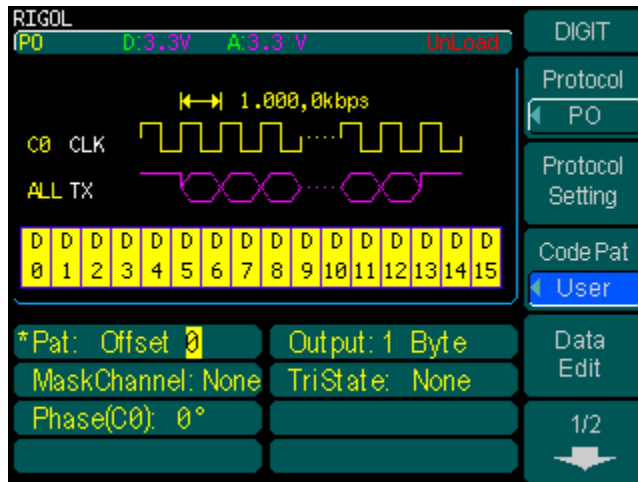 RIGOL
PO D:3.3V A:3.3 V UnLoad
1.000,0kbps
C0 CLK
ALL TX
D D D D D D D D D D D D D D D D
0 1 2 3 4 5 6 7 8 9 10 11 12 13 14 15
*Pat: Offset 0 Output: 1 Byte
MaskChannel: None TriState: None
Phase(C0): 0°
DIGIT
Protocol
PO
Protocol
Setting
Code Pat
User
Data
Edit
1/2